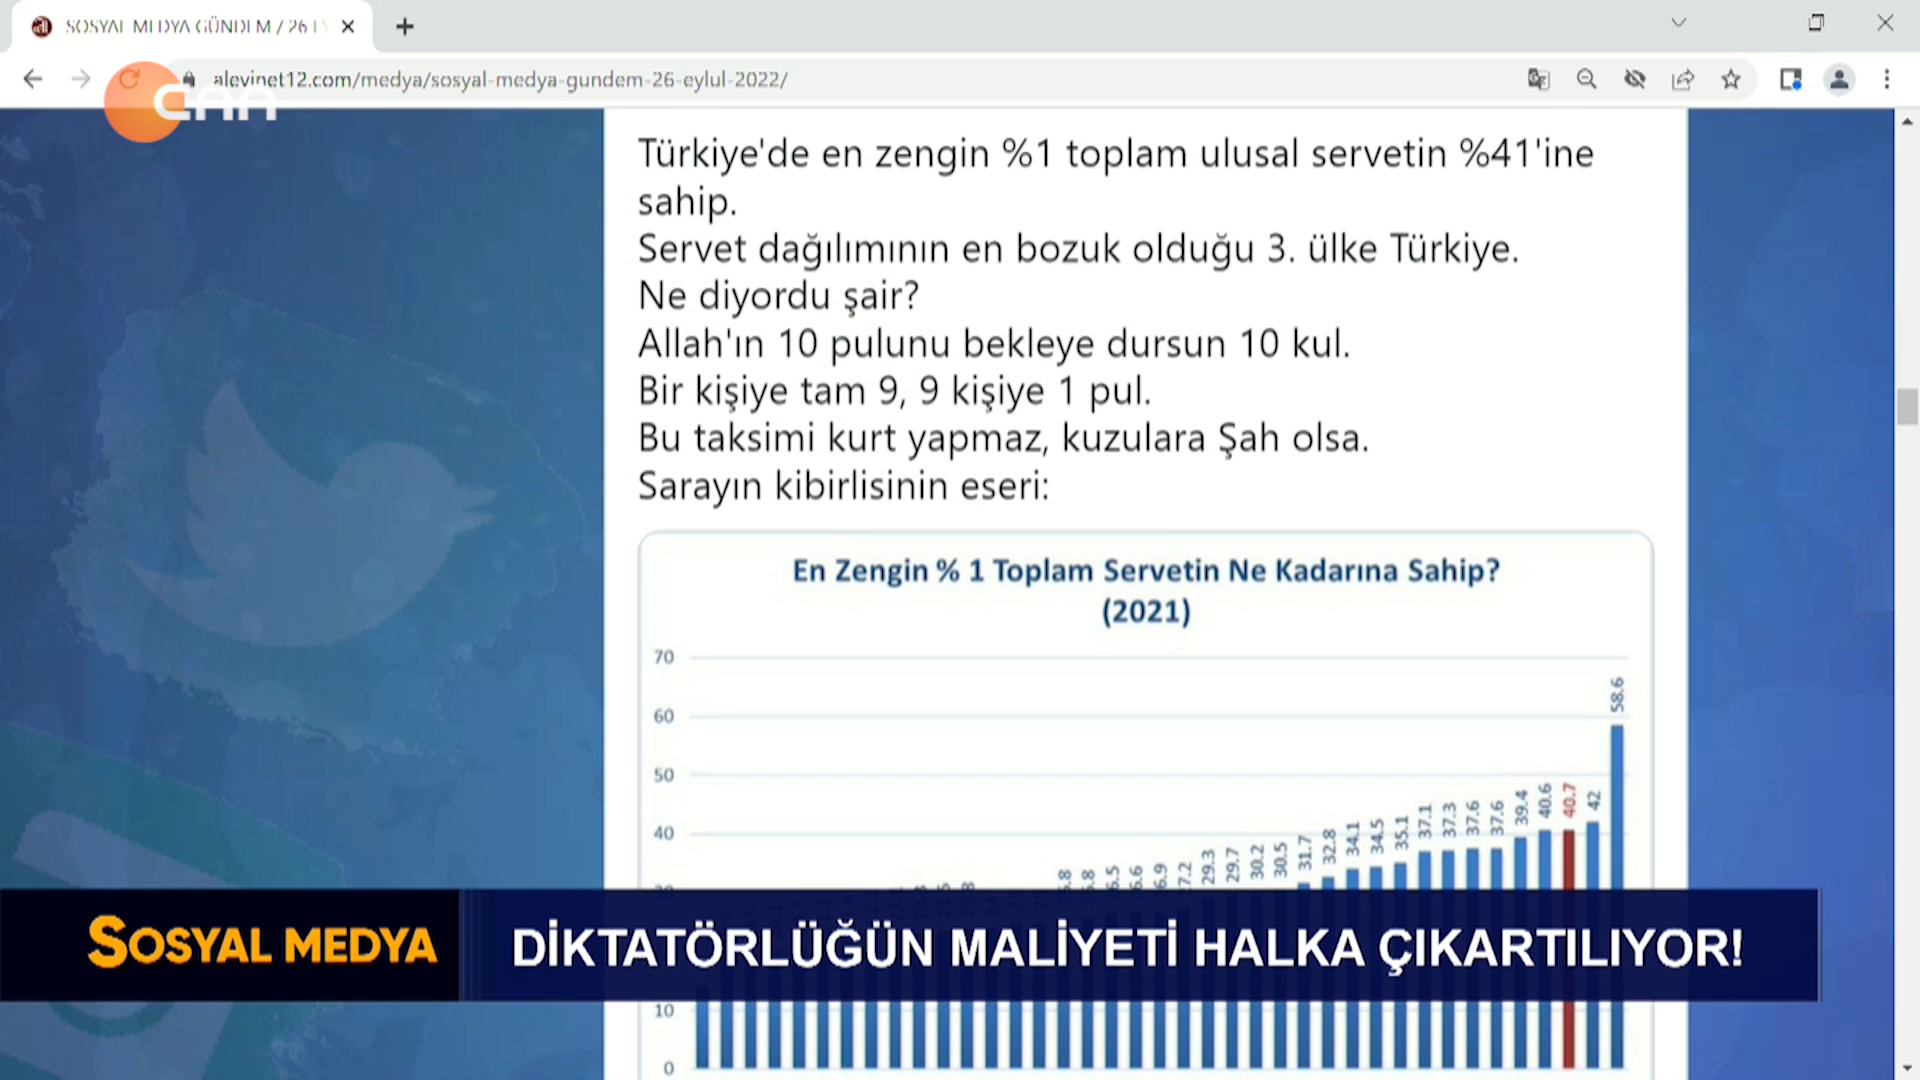 SOSYAL MEDYA GÜNDEM / 26 EY
alevinet12.com/medya/sosyal-medya-gundem-26-eylul-2022/
can
Türkiye'de en zengin %1 toplam ulusal servetin %41'ine
sahip.
Servet dağılımının en bozuk olduğu 3. ülke Türkiye.
Ne diyordu şair?
Allah'ın 10 pulunu bekleye dursun 10 kul.
Bir kişiye tam 9, 9 kişiye 1 pul.
Bu taksimi kurt yapmaz, kuzulara Şah olsa.
Sarayın kibirlisinin eseri:
En Zengin % 1 Toplam Servetin Ne Kadarına Sahip?
(2021)
70
60
50
40
10
0
29.3 29.7 30.2 30.5 31.7 32.8 34.1 34.5 35.1 37.1 37.3 37.6 37.6 39.4 40.6 40.7 42 58.6
SOSYAL MEDYA
DİKTATÖRLÜĞÜN MALİYETİ HALKA ÇIKARTILIYOR!